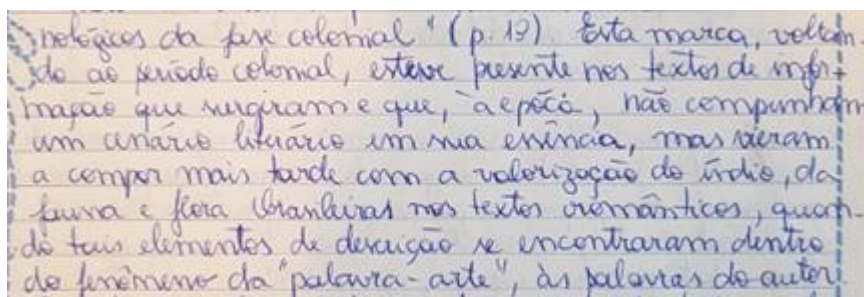 nológicos da fase colonial" (p. 19). Esta marca, voltan-
do ao período colonial, esteve presente nos textos de infor-
mação que surgiram e que, à época, não compunham
um cenário literário em sua essência, mas vieram
a compor mais tarde com a valorização do índio, da
fauna e flora brasileiras nos textos românticos, quan-
do tais elementos de descrição se encontraram dentro
do fenômeno da "palavra-arte", às palavras do autor.